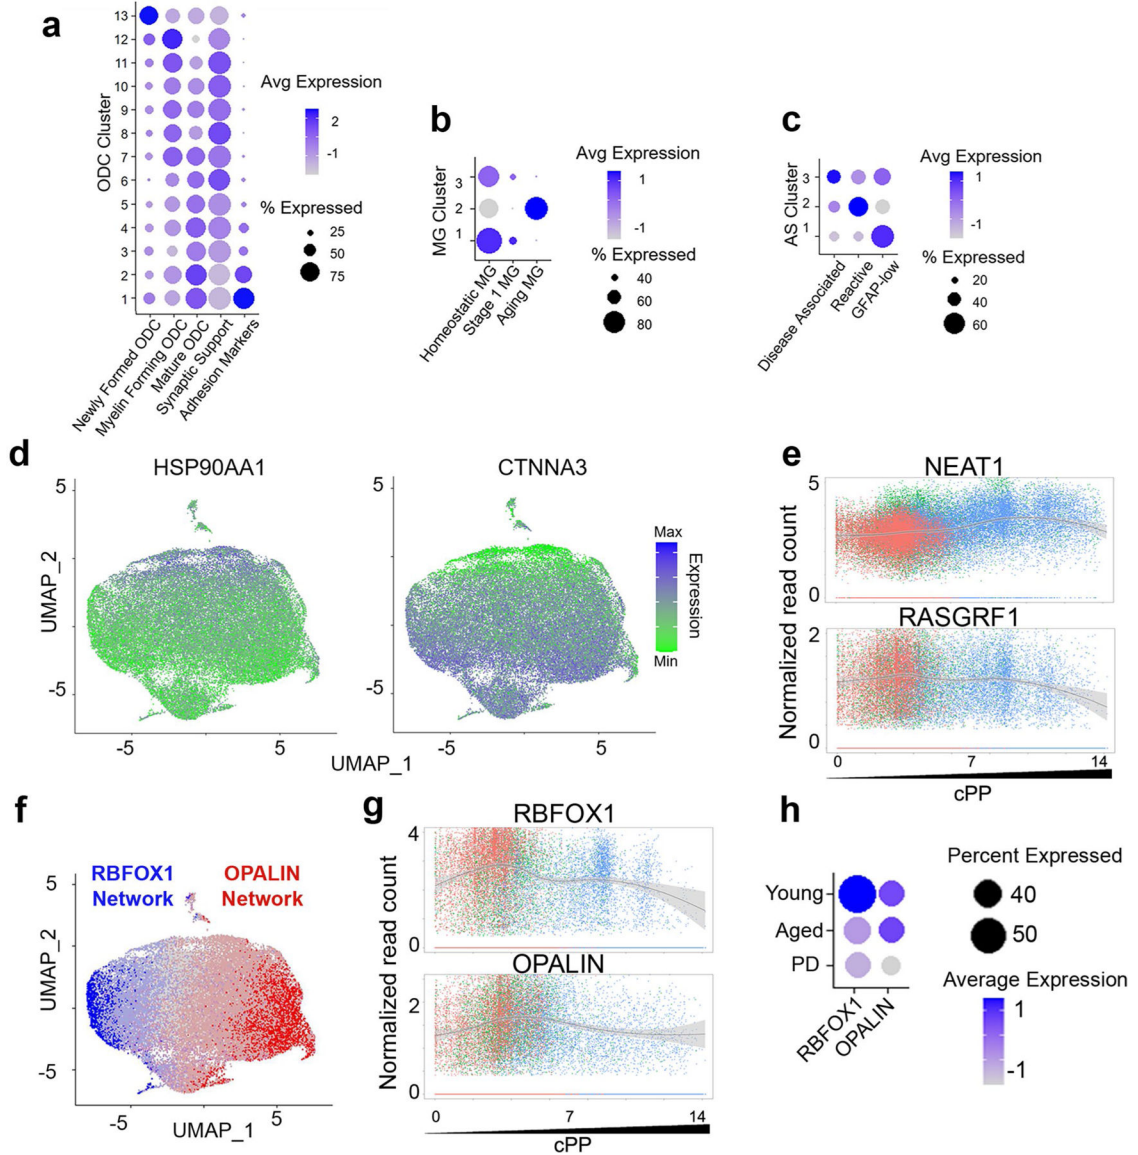 a
ODC Cluster
13
12
11
10
9
8
7
6
5
4
3
2
1
Newly Formed ODC
Myelin Forming ODC
Mature ODC
Synaptic Support
Adhesion Markers
Avg Expression
2
-1
% Expressed
25
50
75
b
MG Cluster
3
2
1
Homeostatic MG
Stage 1 MG
Aging MG
Avg Expression
1
-1
% Expressed
40
60
80
c
AS Cluster
3
2
1
Disease Associated
Reactive
GFAP-low
Avg Expression
1
-1
% Expressed
20
40
60
d
HSP90AA1
CTNNA3
UMAP_2
5
-5
5
-5
-5
5
-5
5
UMAP_1
Max
Expression
Min
e
NEAT1
5
0
RASGRF1
2
0
Normalized read count
0
7
14
cPP
f
RBFOX1
Network
OPALIN
Network
UMAP_2
5
-5
-5
5
UMAP_1
g
RBFOX1
4
0
OPALIN
2
0
Normalized read count
0
7
14
cPP
h
Young
Aged
PD
RBFOX1
OPALIN
Percent Expressed
40
50
Average Expression
1
-1